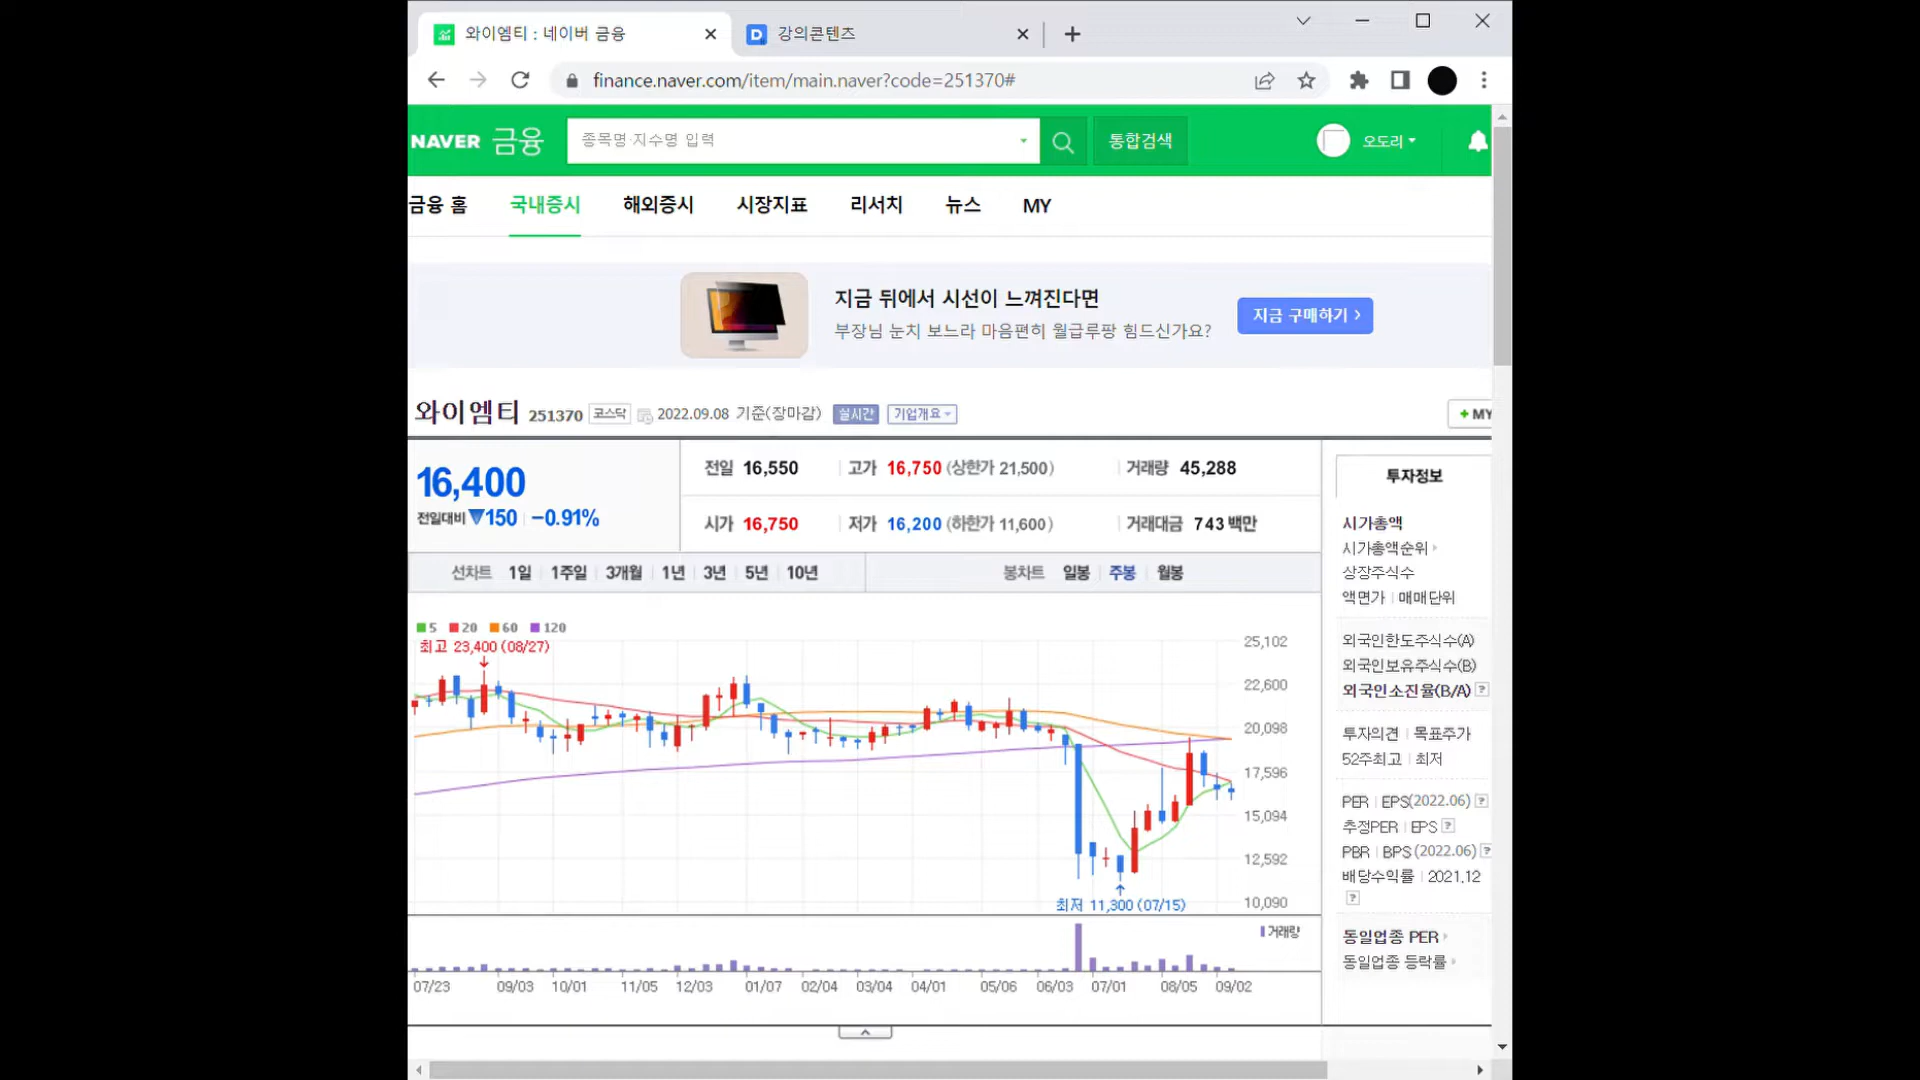 와이엠티 : 네이버 금융
강의콘텐츠
finance.naver.com/item/main.naver?code=251370#
NAVER 금융
종목명·지수명 입력
통합검색
오도리
금융 홈
국내증시
해외증시
시장지표
리서치
뉴스
MY
지금 뒤에서 시선이 느껴진다면
부장님 눈치 보느라 마음편히 월급루팡 힘드신가요?
지금 구매하기 >
와이엠티 251370 코스닥 2022.09.08 기준(장마감) 실시간 기업개요
+ MY
16,400
전일대비 ▼150 -0.91%
전일 16,550 고가 16,750 (상한가 21,500) 거래량 45,288
시가 16,750 저가 16,200 (하한가 11,600) 거래대금 743 백만
선차트 1일 1주일 3개월 1년 3년 5년 10년
봉차트 일봉 주봉 월봉
5 20 60 120
최고 23,400 (08/27)
25,102
22,600
20,098
17,596
15,094
12,592
10,090
최저 11,300 (07/15)
거래량
07/23 09/03 10/01 11/05 12/03 01/07 02/04 03/04 04/01 05/06 06/03 07/01 08/05 09/02
투자정보
시가총액
시가총액순위
상장주식수
액면가 | 매매단위
외국인한도주식수(A)
외국인보유주식수(B)
외국인소진율(B/A) ?
투자의견 | 목표주가
52주최고 | 최저
PER | EPS(2022.06) ?
추정PER | EPS ?
PBR | BPS (2022.06) ?
배당수익률 | 2021.12
?
동일업종 PER
동일업종 등락률